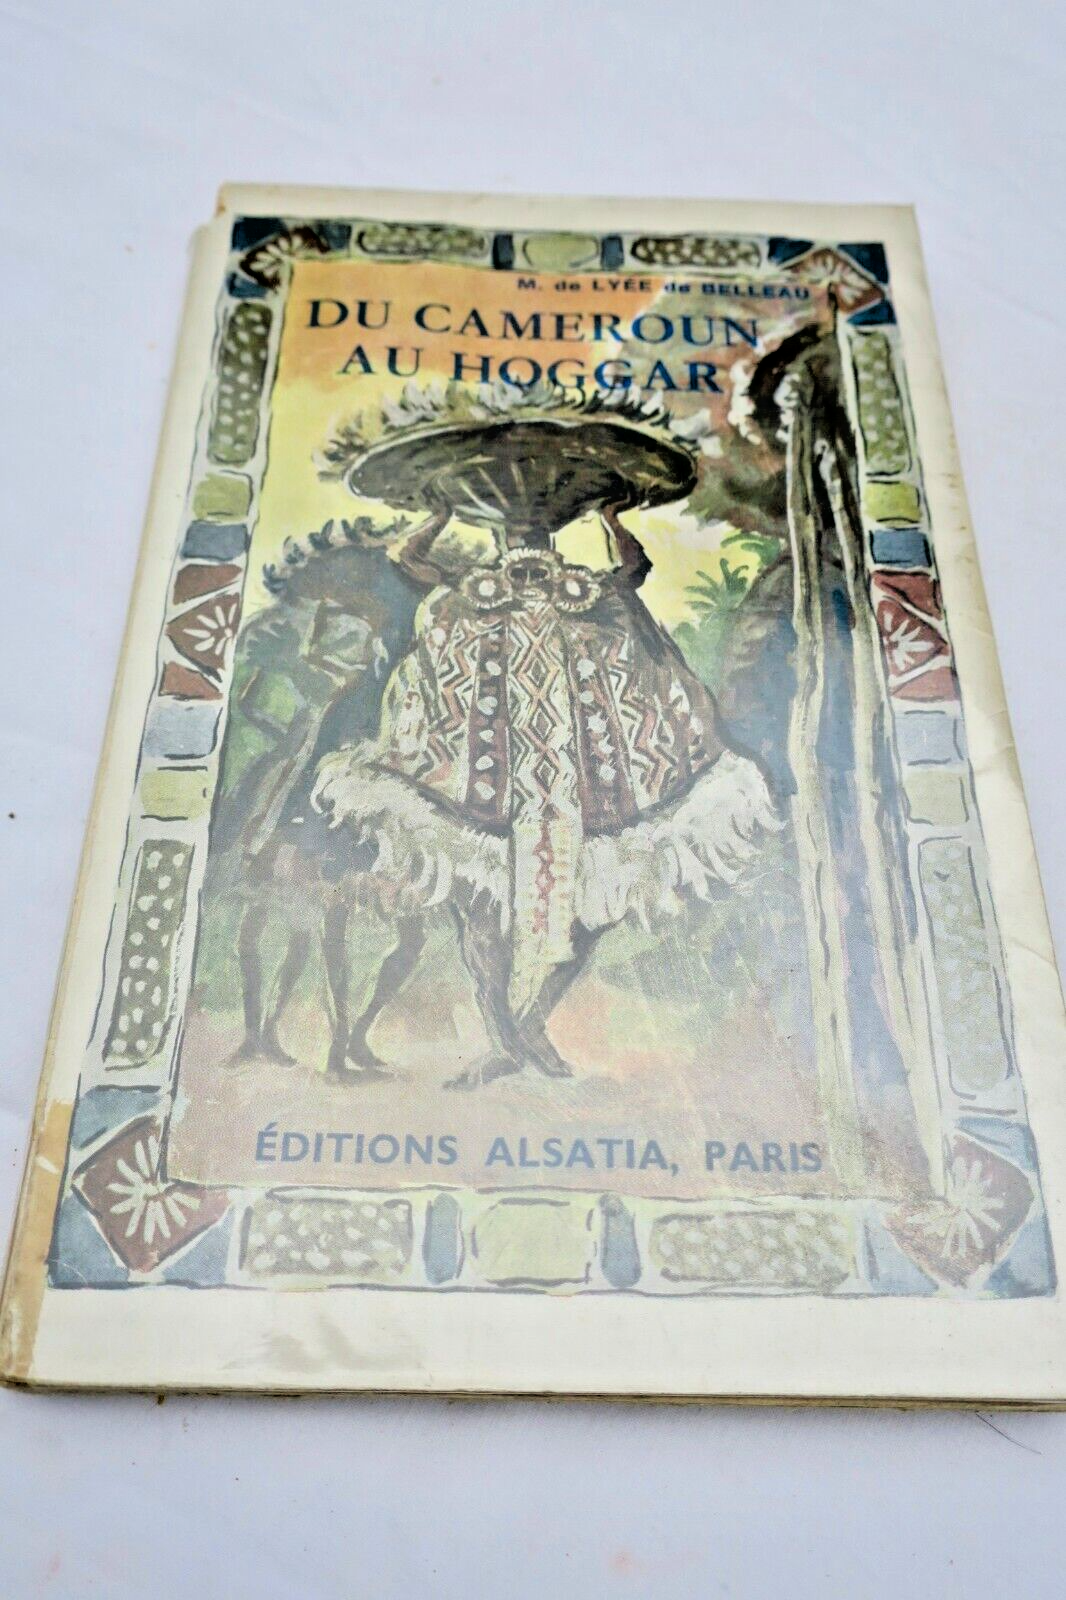 M. de LYÉE de BELLEAU
DU CAMEROUN
AU HOGGAR
ÉDITIONS ALSATIA, PARIS